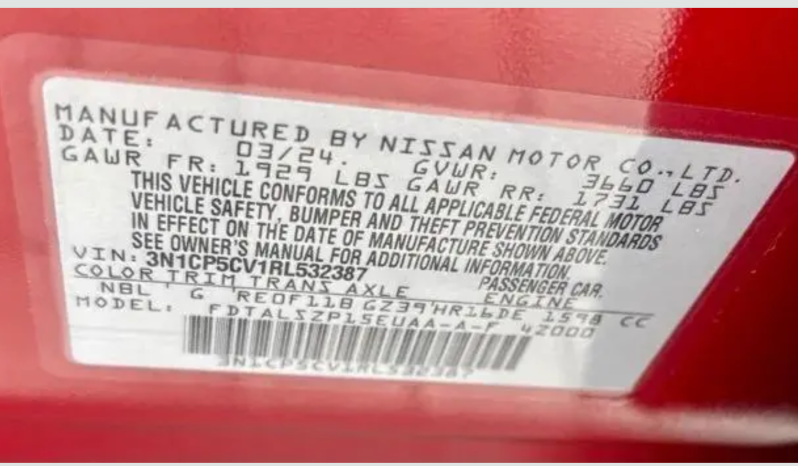 MANUFACTURED BY NISSAN MOTOR CO., LTD.
DATE: 03/24. GVWR: 3660 LBS
GAWR FR: 1929 LBS GAWR RR: 1731 LBS
THIS VEHICLE CONFORMS TO ALL APPLICABLE FEDERAL MOTOR
VEHICLE SAFETY, BUMPER AND THEFT PREVENTION STANDARDS
IN EFFECT ON THE DATE OF MANUFACTURE SHOWN ABOVE.
SEE OWNER'S MANUAL FOR ADDITIONAL INFORMATION.
VIN: 3N1CP5CV1RL532387 PASSENGER CAR.
COLOR TRIM TRANS AXLE ENGINE
NBL G RE0F11B GZ39 HR16DE 1598 CC
MODEL: FDTALSZP15EUAA-A-F 42000
3N1CP5CV1RL532387